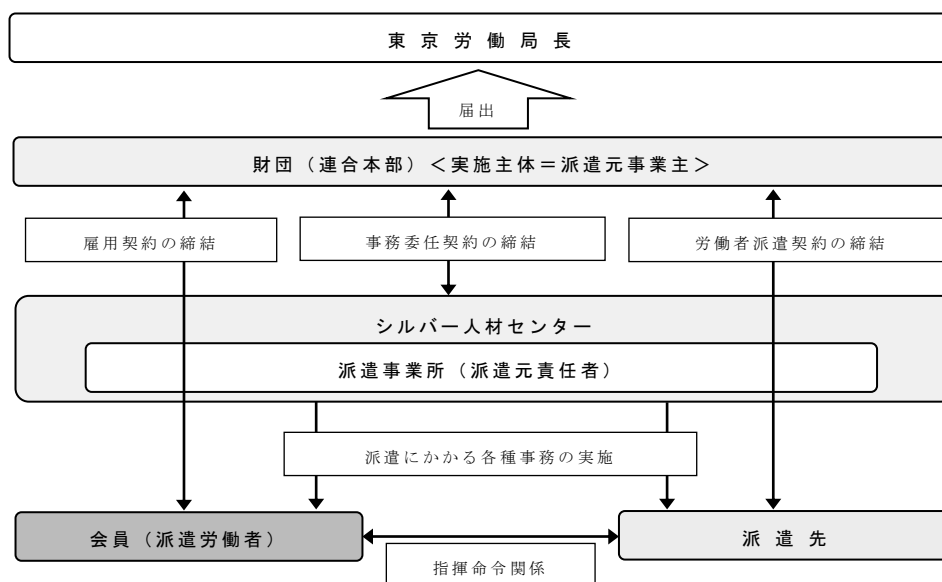 東京労働局長
届出
財団（連合本部）＜実施主体＝派遣元事業主＞
雇用契約の締結
事務委任契約の締結
労働者派遣契約の締結
シルバー人材センター
派遣事業所（派遣元責任者）
派遣にかかる各種事務の実施
会員（派遣労働者）
派遣先
指揮命令関係